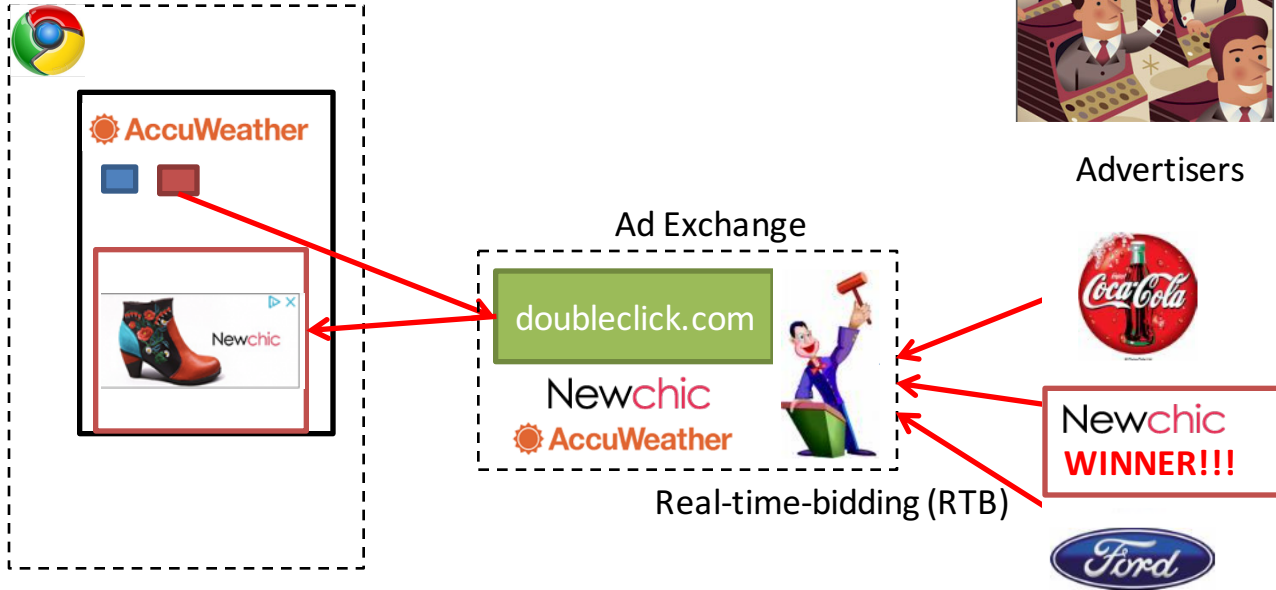 AccuWeather
Newchic
Ad Exchange
doubleclick.com
Newchic
AccuWeather
Real-time-bidding (RTB)
Advertisers
Coca-Cola
Newchic
WINNER!!!
Ford